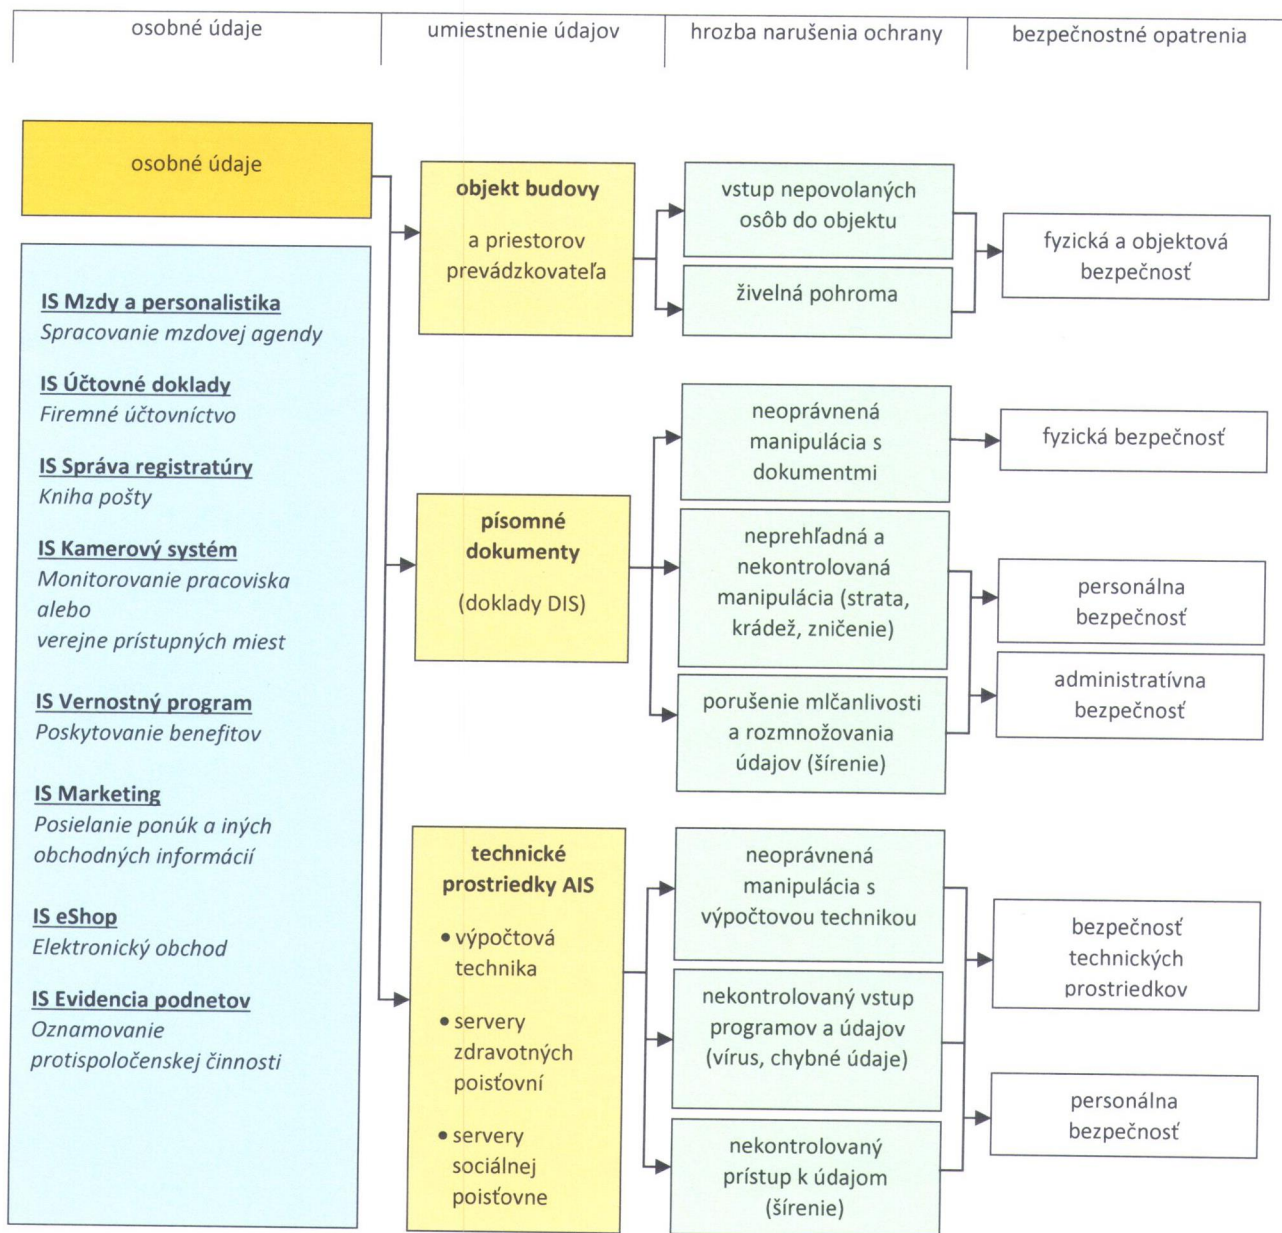 osobné údaje
umiestnenie údajov
hrozba narušenia ochrany
bezpečnostné opatrenia
osobné údaje
IS Mzdy a personalistika
Spracovanie mzdovej agendy
IS Účtovné doklady
Firemné účtovníctvo
IS Správa registratúry
Kniha pošty
IS Kamerový systém
Monitorovanie pracoviska
alebo
verejne prístupných miest
IS Vernostný program
Poskytovanie benefitov
IS Marketing
Posielanie ponúk a iných
obchodných informácií
IS eShop
Elektronický obchod
IS Evidencia podnetov
Oznamovanie
protispoločenskej činnosti
objekt budovy
a priestorov
prevádzkovateľa
vstup nepovolaných
osôb do objektu
živelná pohroma
fyzická a objektová
bezpečnosť
písomné
dokumenty
(doklady DIS)
neoprávnená
manipulácia s
dokumentmi
neprehľadná a
nekontrolovaná
manipulácia (strata,
krádež, zničenie)
porušenie mlčanlivosti
a rozmnožovania
údajov (šírenie)
fyzická bezpečnosť
personálna
bezpečnosť
administratívna
bezpečnosť
technické
prostriedky AIS
• výpočtová
technika
• servery
zdravotných
poisťovní
• servery
sociálnej
poisťovne
neoprávnená
manipulácia s
výpočtovou technikou
nekontrolovaný vstup
programov a údajov
(vírus, chybné údaje)
nekontrolovaný
prístup k údajom
(šírenie)
bezpečnosť
technických
prostriedkov
personálna
bezpečnosť